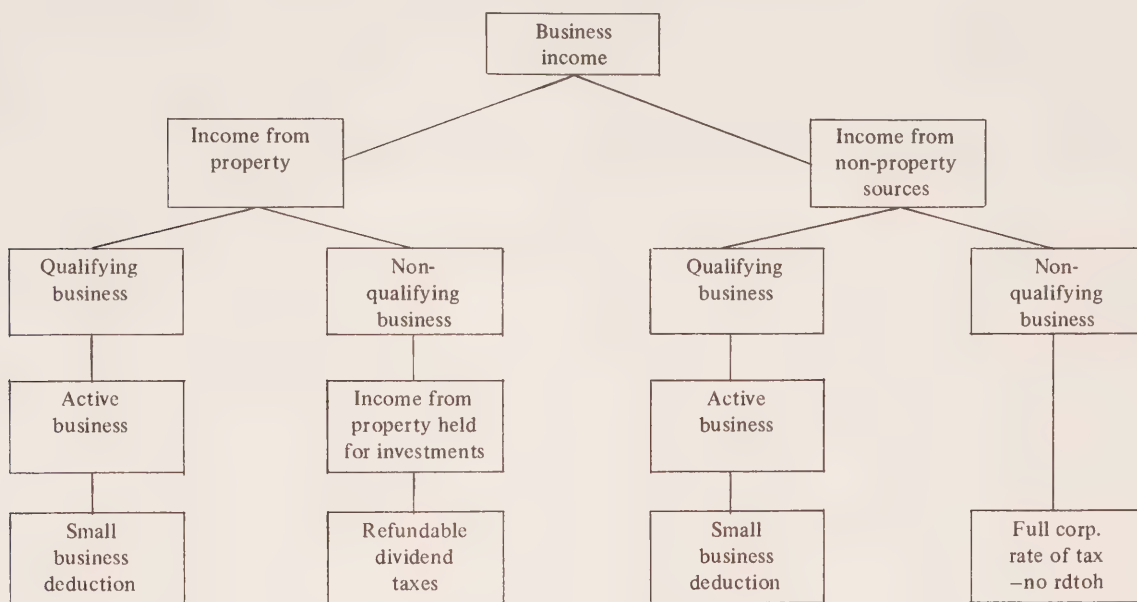 Business
income
Income from
property
Income from
non-property
sources
Qualifying
business
Non-
qualifying
business
Qualifying
business
Non-
qualifying
business
Active
business
Income from
property held
for investments
Active
business
Small
business
deduction
Refundable
dividend
taxes
Small
business
deduction
Full corp.
rate of tax
–no rdtoh